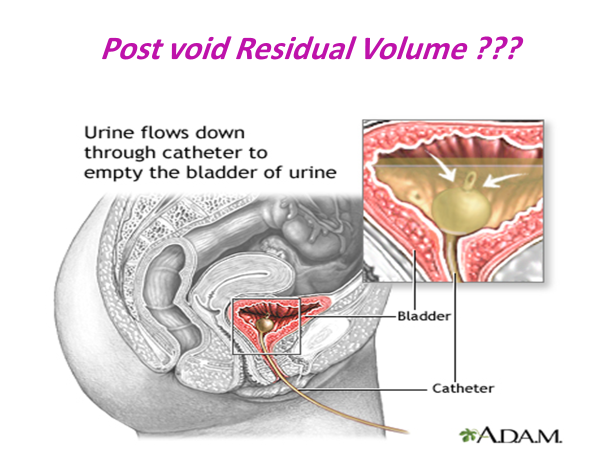 Post void Residual Volume ???
Urine flows down
through catheter to
empty the bladder of urine
Bladder
Catheter
A.D.A.M.